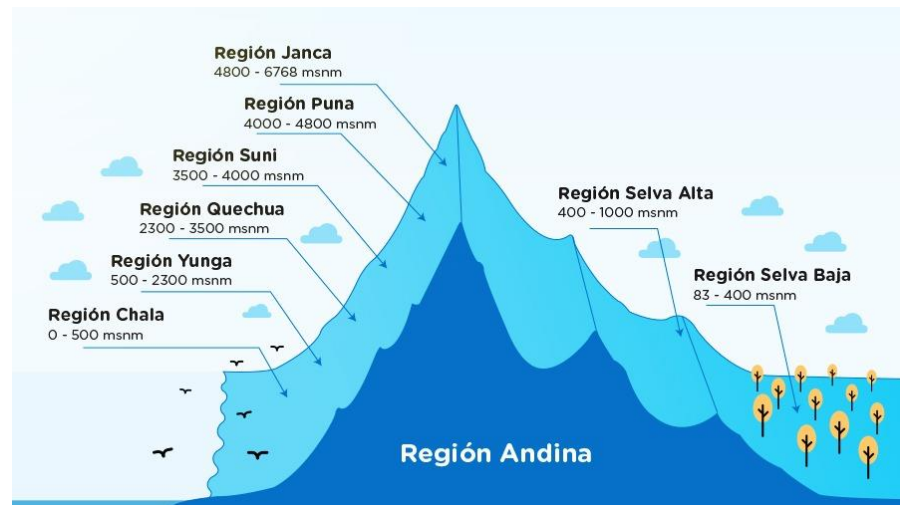 Región Janca
4800 - 6768 msnm
Región Puna
4000 - 4800 msnm
Región Suni
3500 - 4000 msnm
Región Quechua
2300 - 3500 msnm
Región Yunga
500 - 2300 msnm
Región Chala
0 - 500 msnm
Región Selva Alta
400 - 1000 msnm
Región Selva Baja
83 - 400 msnm
Región Andina